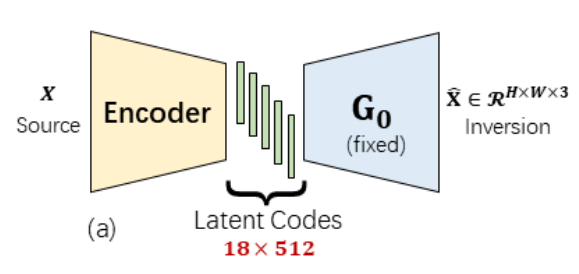 X
Source
Encoder
G₀
(fixed)
X̂ ∈ ℛ^{H×W×3}
Inversion
(a)
Latent Codes
18 × 512